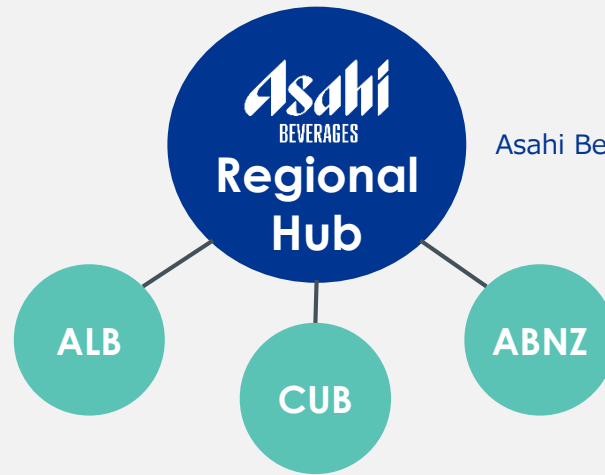 Asahi
BEVERAGES
Regional
Hub
Asahi Be
ALB
CUB
ABNZ